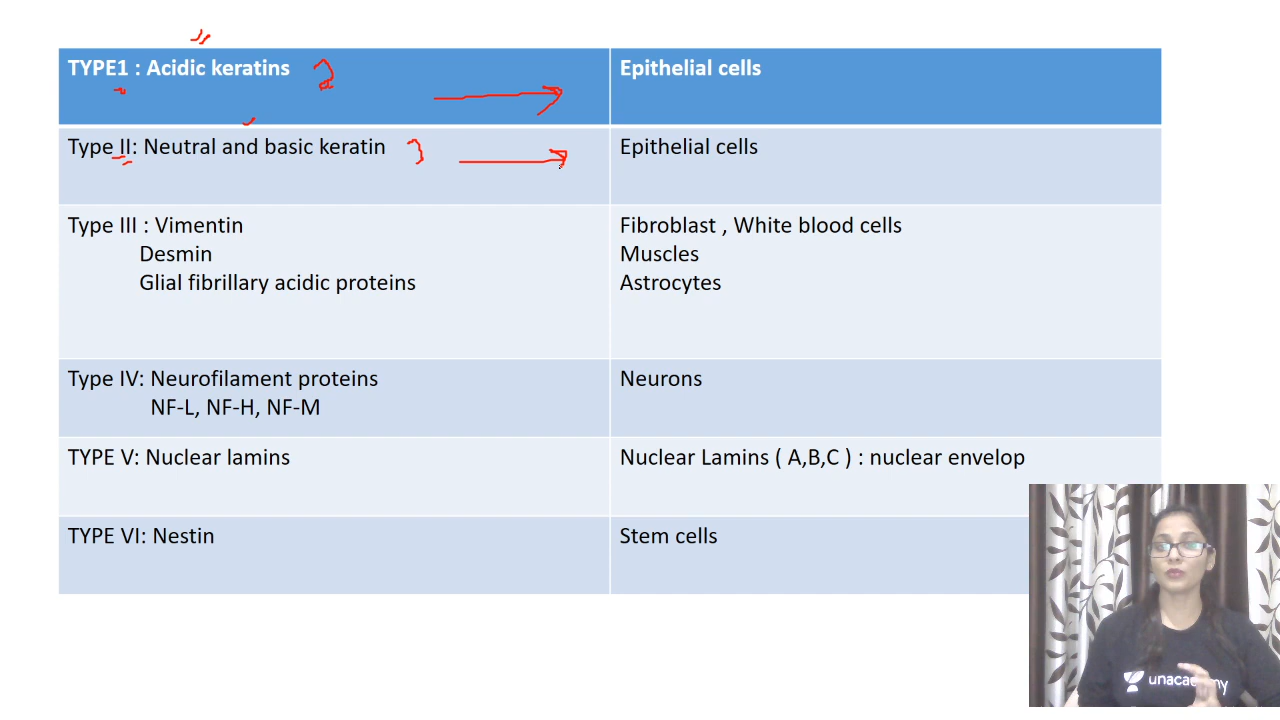 TYPE1 : Acidic keratins
Epithelial cells
Type II: Neutral and basic keratin
Epithelial cells
Type III : Vimentin
Desmin
Glial fibrillary acidic proteins
Fibroblast , White blood cells
Muscles
Astrocytes
Type IV: Neurofilament proteins
NF-L, NF-H, NF-M
Neurons
TYPE V: Nuclear lamins
Nuclear Lamins ( A,B,C ) : nuclear envelop
TYPE VI: Nestin
Stem cells
unacademy